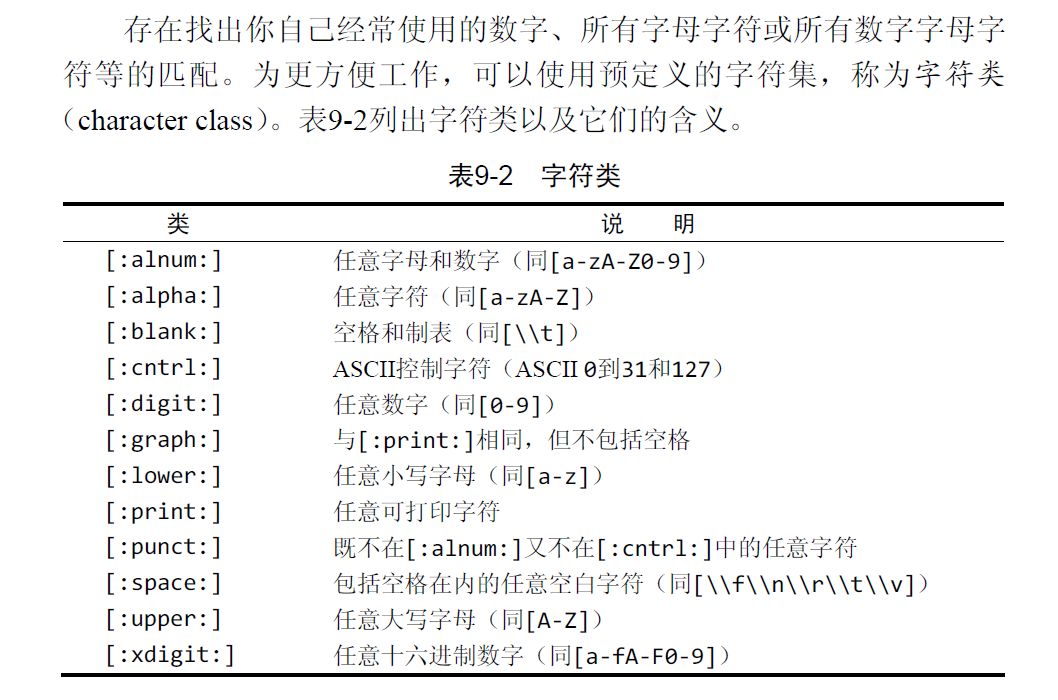 存在找出你自己经常使用的数字、所有字母字符或所有数字字母字
符等的匹配。为更方便工作，可以使用预定义的字符集，称为字符类
（character class）。表9-2列出字符类以及它们的含义。
表9-2 字符类
类 说 明
[:alnum:] 任意字母和数字（同[a-zA-Z0-9]）
[:alpha:] 任意字符（同[a-zA-Z]）
[:blank:] 空格和制表（同[\\t]）
[:cntrl:] ASCII控制字符（ASCII 0到31和127）
[:digit:] 任意数字（同[0-9]）
[:graph:] 与[:print:]相同，但不包括空格
[:lower:] 任意小写字母（同[a-z]）
[:print:] 任意可打印字符
[:punct:] 既不在[:alnum:]又不在[:cntrl:]中的任意字符
[:space:] 包括空格在内的任意空白字符（同[\\f\\n\\r\\t\\v]）
[:upper:] 任意大写字母（同[A-Z]）
[:xdigit:] 任意十六进制数字（同[a-fA-F0-9]）